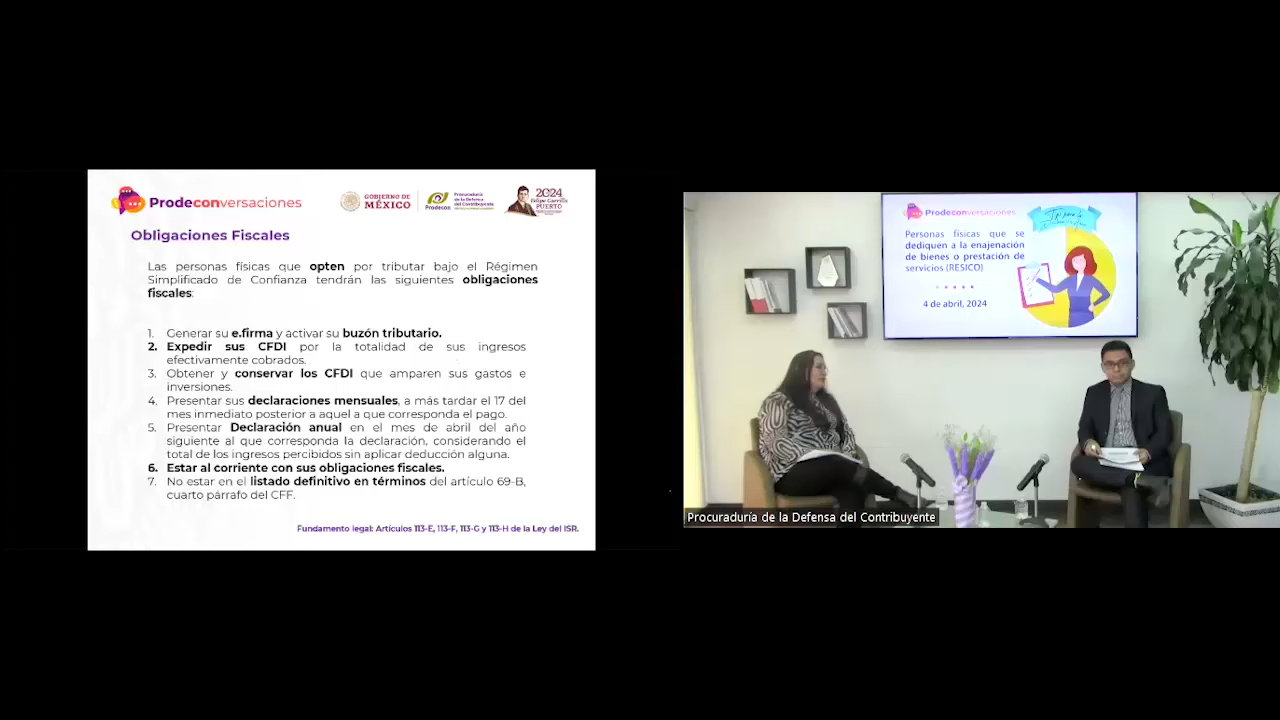 Prodeconversaciones
GOBIERNO DE
MÉXICO
Prodecon
Procuraduría
de la Defensa
del Contribuyente
2024
Felipe Carrillo
PUERTO
Obligaciones Fiscales
Las personas físicas que opten por tributar bajo el Régimen
Simplificado de Confianza tendrán las siguientes obligaciones
fiscales:
1. Generar su e.firma y activar su buzón tributario.
2. Expedir sus CFDI por la totalidad de sus ingresos
efectivamente cobrados.
3. Obtener y conservar los CFDI que amparen sus gastos e
inversiones.
4. Presentar sus declaraciones mensuales, a más tardar el 17 del
mes inmediato posterior a aquel a que corresponda el pago.
5. Presentar Declaración anual en el mes de abril del año
siguiente al que corresponda la declaración, considerando el
total de los ingresos percibidos sin aplicar deducción alguna.
6. Estar al corriente con sus obligaciones fiscales.
7. No estar en el listado definitivo en términos del artículo 69-B,
cuarto párrafo del CFF.
Fundamento legal: Artículos 113-E, 113-F, 113-G y 113-H de la Ley del ISR.
Prodeconversaciones
Personas físicas que se
dediquen a la enajenación
de bienes o prestación de
servicios (RESICO)
4 de abril, 2024
Procuraduría de la Defensa del Contribuyente